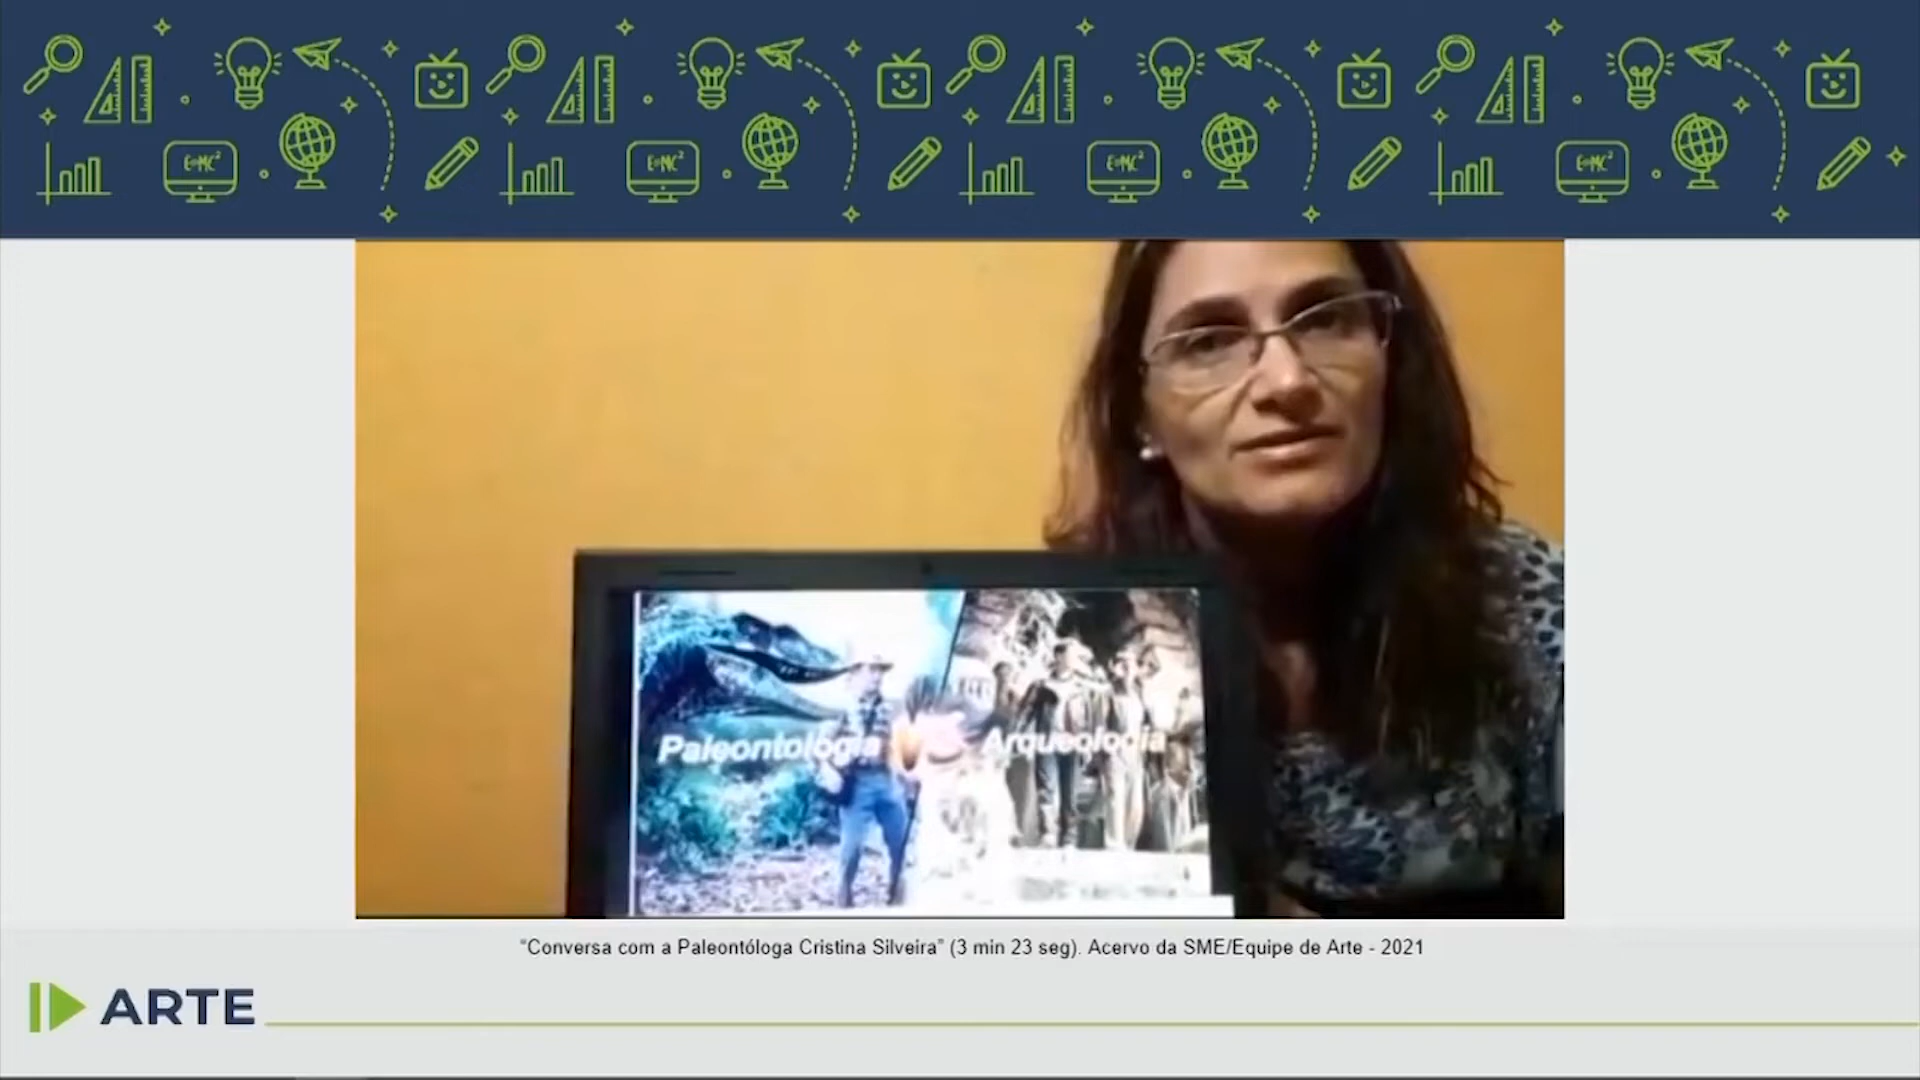 E=MC²
E=MC²
E=MC²
E=MC²
Paleontologia
Arqueologia
“Conversa com a Paleontóloga Cristina Silveira” (3 min 23 seg). Acervo da SME/Equipe de Arte - 2021
ARTE